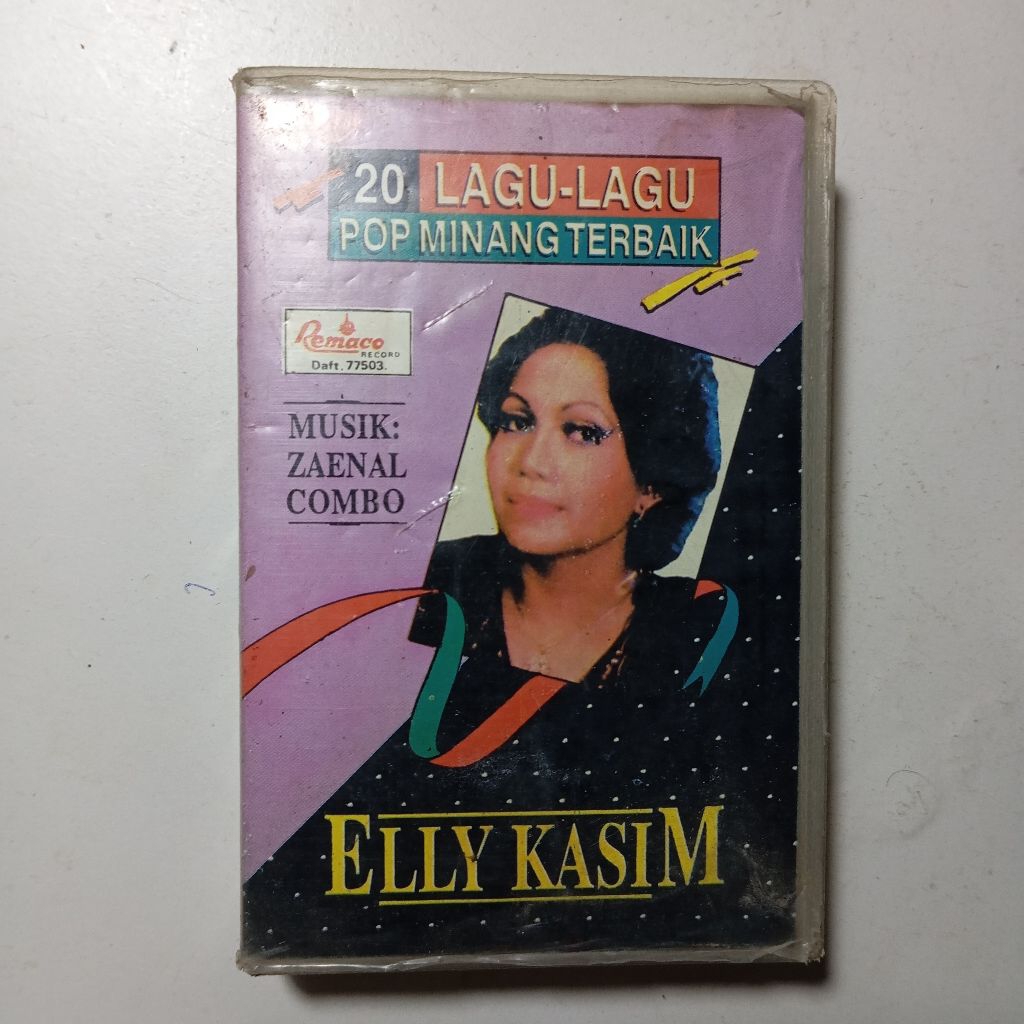 20 LAGU-LAGU
POP MINANG TERBAIK
Remaco
RECORD
Daft. 77503.
MUSIK:
ZAENAL
COMBO
ELLY KASIM